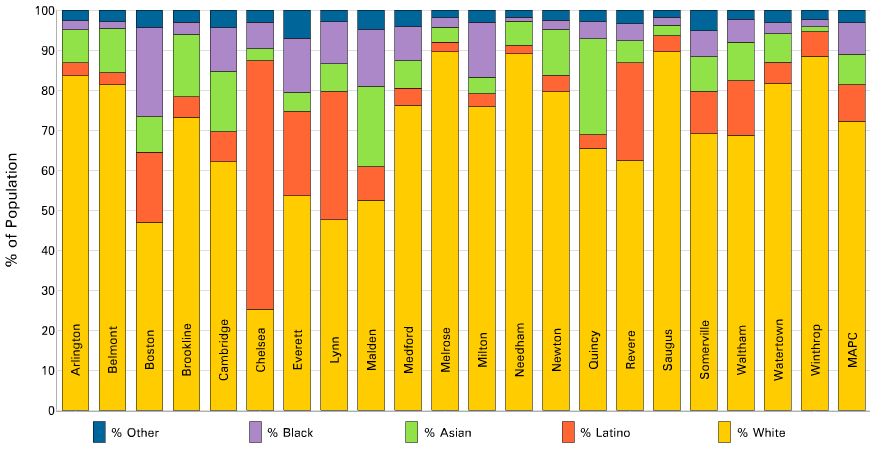 % of Population
100
90
80
70
60
50
40
30
20
10
0
Arlington
Belmont
Boston
Brookline
Cambridge
Chelsea
Everett
Lynn
Malden
Medford
Melrose
Milton
Needham
Newton
Quincy
Revere
Saugus
Somerville
Waltham
Watertown
Winthrop
MAPC
% Other % Black % Asian % Latino % White